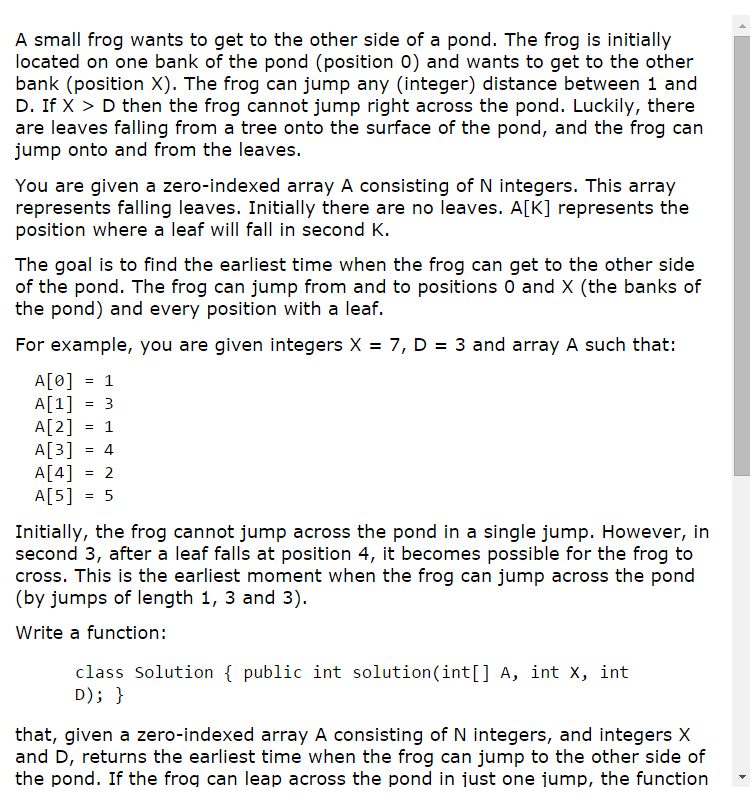 A small frog wants to get to the other side of a pond. The frog is initially
located on one bank of the pond (position 0) and wants to get to the other
bank (position X). The frog can jump any (integer) distance between 1 and
D. If X > D then the frog cannot jump right across the pond. Luckily, there
are leaves falling from a tree onto the surface of the pond, and the frog can
jump onto and from the leaves.
You are given a zero-indexed array A consisting of N integers. This array
represents falling leaves. Initially there are no leaves. A[K] represents the
position where a leaf will fall in second K.
The goal is to find the earliest time when the frog can get to the other side
of the pond. The frog can jump from and to positions 0 and X (the banks of
the pond) and every position with a leaf.
For example, you are given integers X = 7, D = 3 and array A such that:
A[0] = 1
A[1] = 3
A[2] = 1
A[3] = 4
A[4] = 2
A[5] = 5
Initially, the frog cannot jump across the pond in a single jump. However, in
second 3, after a leaf falls at position 4, it becomes possible for the frog to
cross. This is the earliest moment when the frog can jump across the pond
(by jumps of length 1, 3 and 3).
Write a function:
class Solution { public int solution(int[] A, int X, int
D); }
that, given a zero-indexed array A consisting of N integers, and integers X
and D, returns the earliest time when the frog can jump to the other side of
the pond. If the frog can leap across the pond in just one jump, the function